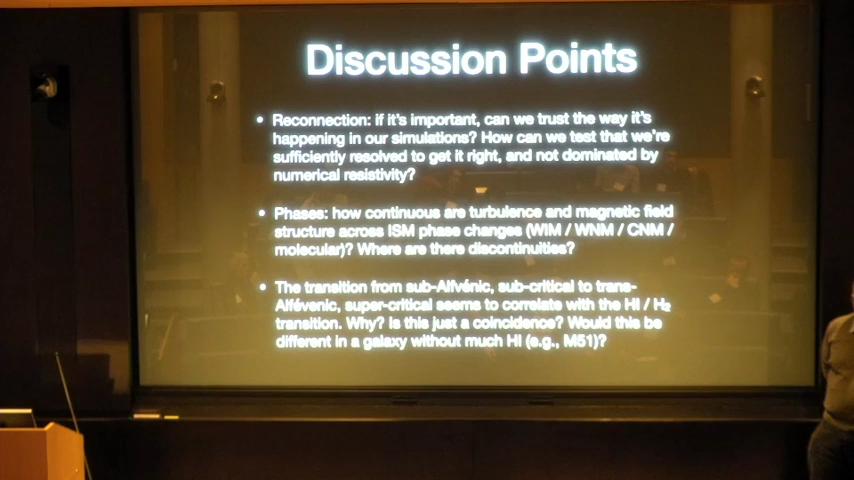 Discussion Points
• Reconnection: if it's important, can we trust the way it's
happening in our simulations? How can we test that we're
sufficiently resolved to get it right, and not dominated by
numerical resistivity?
• Phases: how continuous are turbulence and magnetic field
structure across ISM phase changes (WIM / WNM / CNM /
molecular)? Where are there discontinuities?
• The transition from sub-Alfvénic, sub-critical to trans-
Alfévenic, super-critical seems to correlate with the HI / H₂
transition. Why? Is this just a coincidence? Would this be
different in a galaxy without much HI (e.g., M51)?